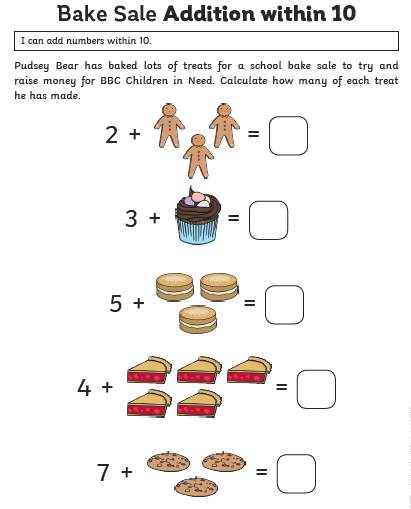 Bake Sale Addition within 10
I can add numbers within 10.
Pudsey Bear has baked lots of treats for a school bake sale to try and
raise money for BBC Children in Need. Calculate how many of each treat
he has made.
2 + =
3 + =
5 + =
4 + =
7 + =